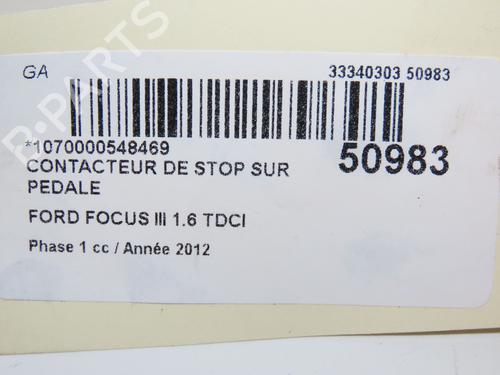 GA
33340303 50983
*1070000548469
50983
CONTACTEUR DE STOP SUR
PEDALE
FORD FOCUS III 1.6 TDCI
Phase 1 cc / Année 2012
B-PARTS